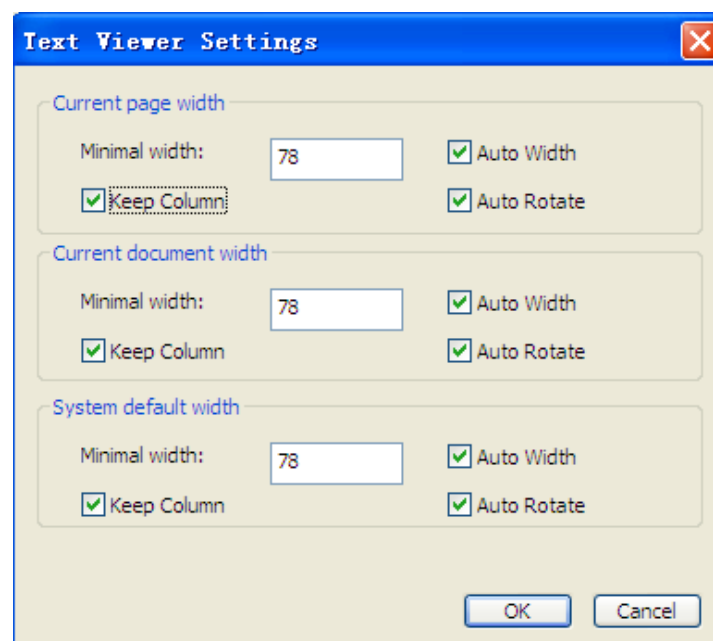 Text Viewer Settings
Current page width
Minimal width: 78 Auto Width
Keep Column Auto Rotate
Current document width
Minimal width: 78 Auto Width
Keep Column Auto Rotate
System default width
Minimal width: 78 Auto Width
Keep Column Auto Rotate
OK Cancel